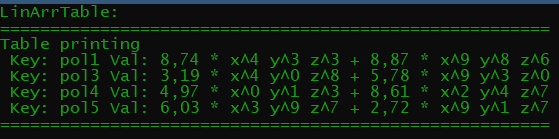 LinArrTable:
=======================================================
Table printing
 Key: pol1 Val: 8,74 * x^4 y^3 z^3 + 8,87 * x^9 y^8 z^6
 Key: pol3 Val: 3,19 * x^4 y^0 z^8 + 5,78 * x^9 y^3 z^0
 Key: pol4 Val: 4,97 * x^0 y^1 z^3 + 8,61 * x^2 y^4 z^7
 Key: pol5 Val: 6,03 * x^3 y^9 z^7 + 2,72 * x^9 y^1 z^7
=======================================================